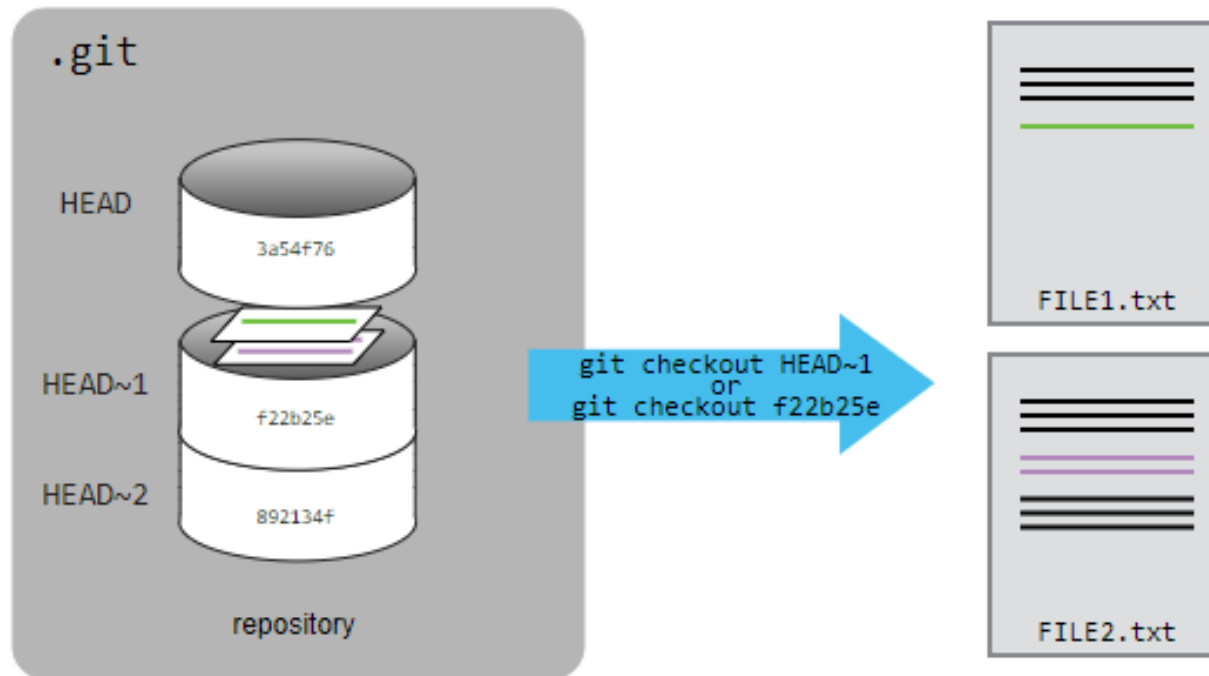 .git
HEAD
3a54f76
HEAD~1
f22b25e
HEAD~2
892134f
repository
git checkout HEAD~1
or
git checkout f22b25e
FILE1.txt
FILE2.txt